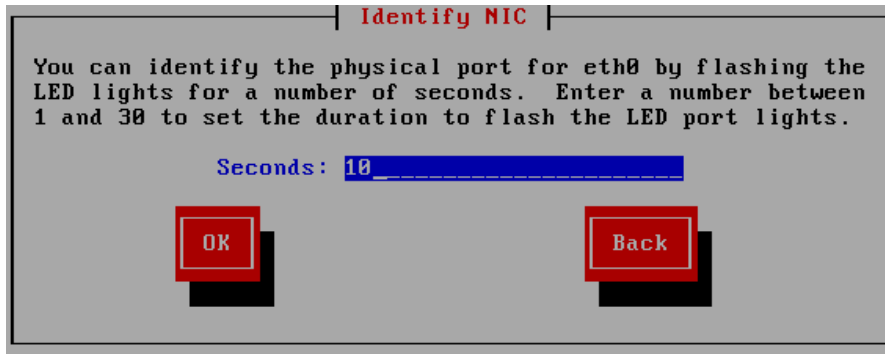 Identify NIC
You can identify the physical port for eth0 by flashing the
LED lights for a number of seconds.  Enter a number between
1 and 30 to set the duration to flash the LED port lights.
Seconds: 10
OK Back